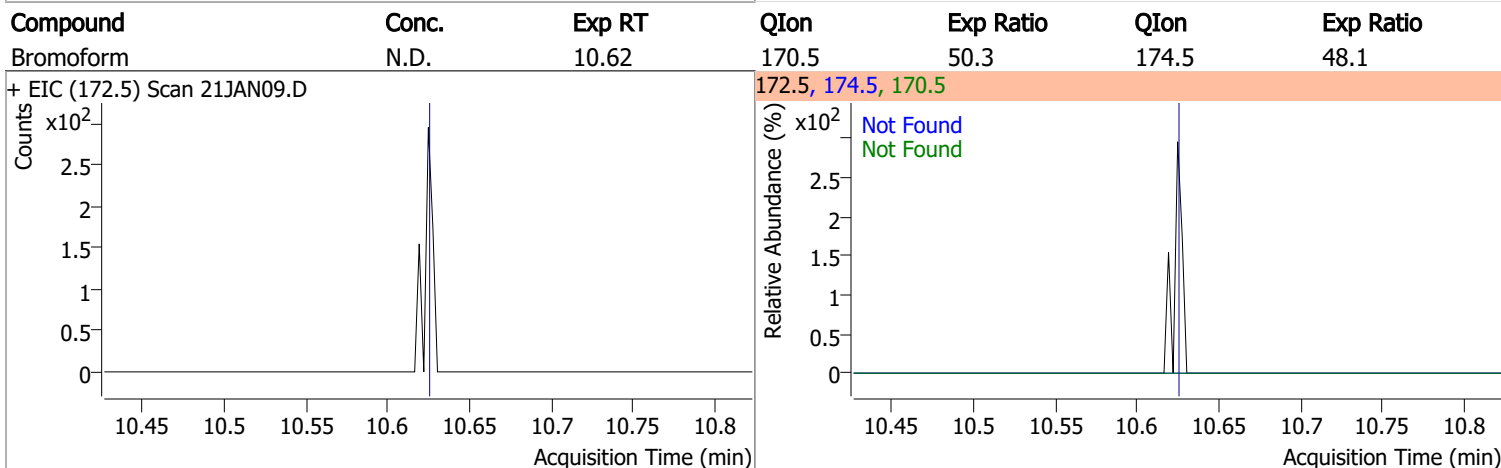 Compound Conc. Exp RT QIon Exp Ratio QIon Exp Ratio
Bromoform N.D. 10.62 170.5 50.3 174.5 48.1
+ EIC (172.5) Scan 21JAN09.D
Counts
x10²
2.5
2
1.5
1
0.5
0
10.45 10.5 10.55 10.6 10.65 10.7 10.75 10.8
Acquisition Time (min)
172.5, 174.5, 170.5
Relative Abundance (%)
x10²
Not Found
Not Found
2.5
2
1.5
1
0.5
0
10.45 10.5 10.55 10.6 10.65 10.7 10.75 10.8
Acquisition Time (min)